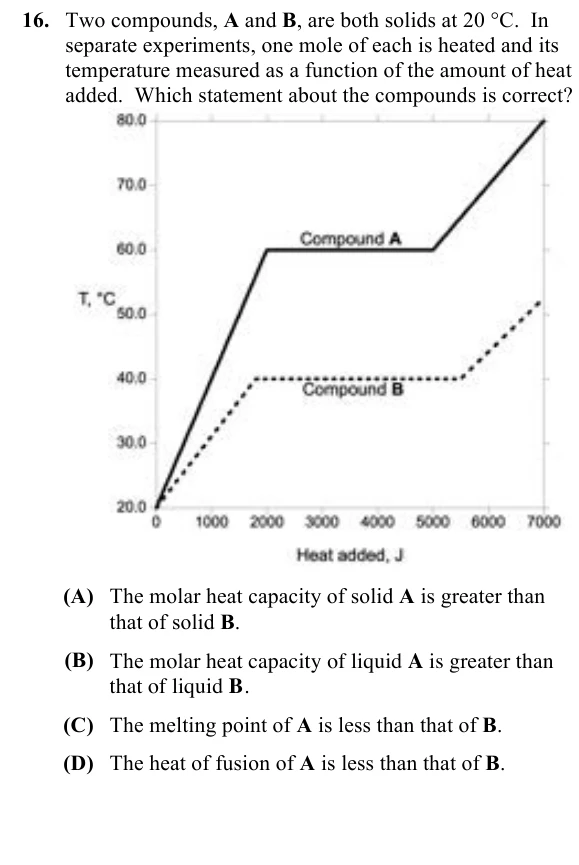 16. Two compounds, A and B, are both solids at 20 °C. In
separate experiments, one mole of each is heated and its
temperature measured as a function of the amount of heat
added. Which statement about the compounds is correct?
80.0
70.0
Compound A
60.0
T, °C
50.0
40.0
Compound B
30.0
20.0
0 1000 2000 3000 4000 5000 6000 7000
Heat added, J
(A) The molar heat capacity of solid A is greater than
that of solid B.
(B) The molar heat capacity of liquid A is greater than
that of liquid B.
(C) The melting point of A is less than that of B.
(D) The heat of fusion of A is less than that of B.